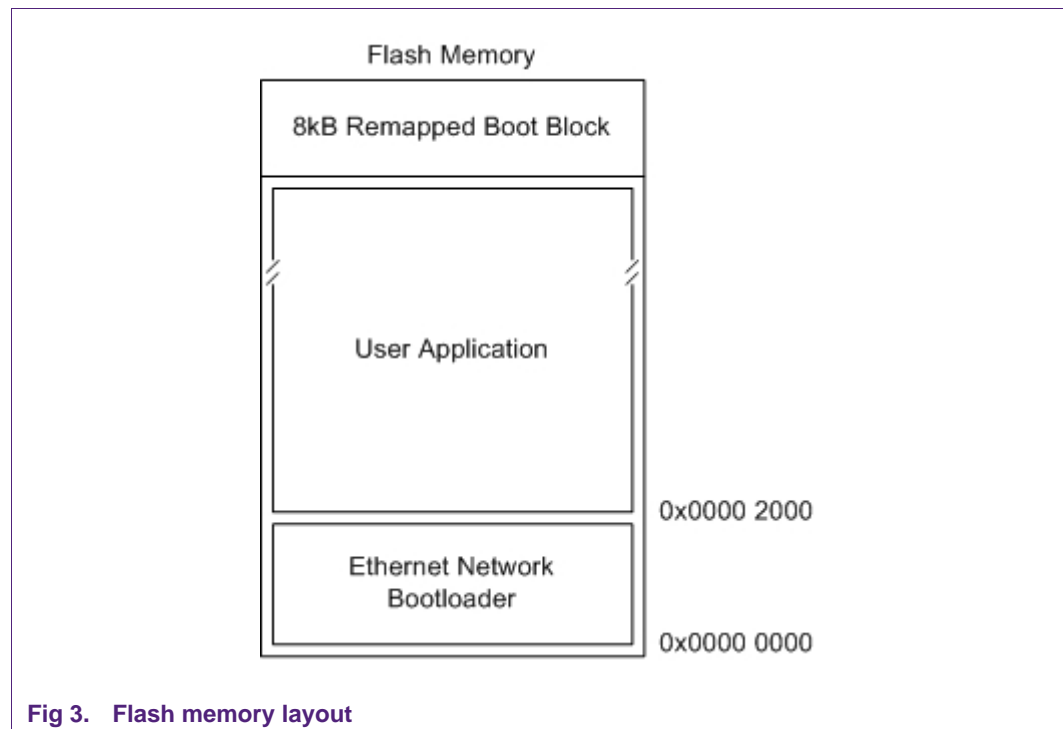 Flash Memory
8kB Remapped Boot Block
User Application
0x0000 2000
Ethernet Network
Bootloader
0x0000 0000
Fig 3. Flash memory layout